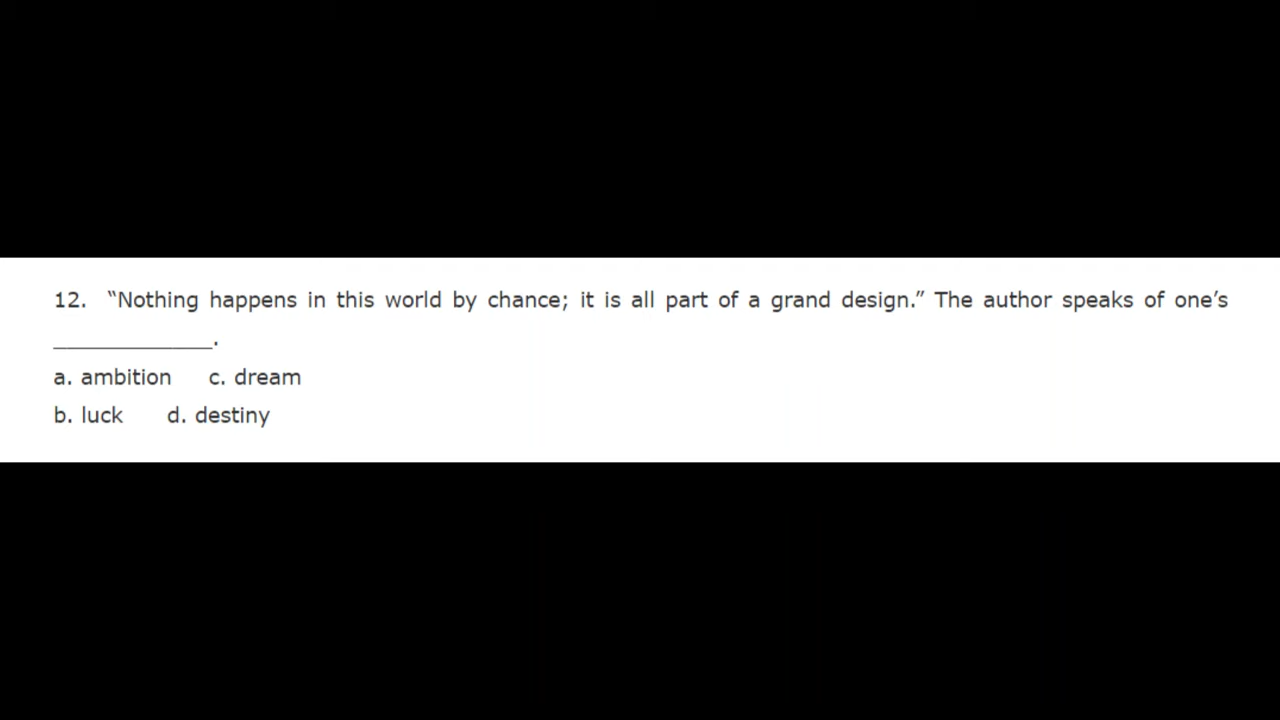 12. “Nothing happens in this world by chance; it is all part of a grand design.” The author speaks of one’s
____________.
a. ambition c. dream
b. luck d. destiny